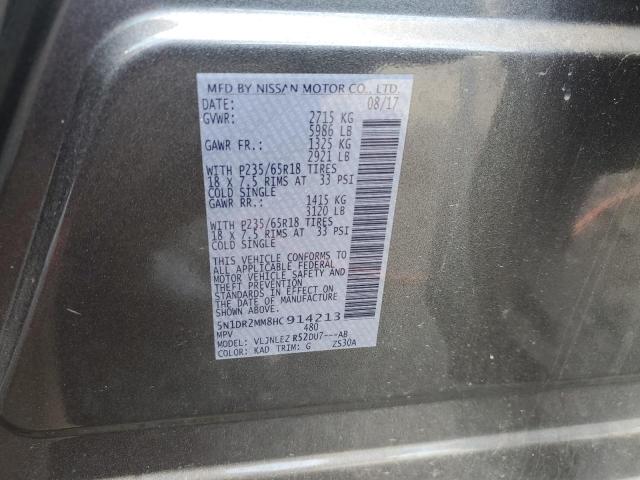 MFD BY NISSAN MOTOR CO., LTD.
DATE: 08/17
GVWR: 2715 KG
5986 LB
GAWR FR.: 1325 KG
2921 LB
WITH P235/65R18 TIRES
18 X 7.5 RIMS AT 33 PSI
COLD SINGLE
GAWR RR.: 1415 KG
3120 LB
WITH P235/65R18 TIRES
18 X 7.5 RIMS AT 33 PSI
COLD SINGLE
THIS VEHICLE CONFORMS TO
ALL APPLICABLE FEDERAL
MOTOR VEHICLE SAFETY AND
THEFT PREVENTION
STANDARDS IN EFFECT ON
THE DATE OF MANUFACTURE
SHOWN ABOVE.
5N1DR2MM8HC914213
MPV 480
MODEL: VLJNLEZ R52DU7---AB
COLOR: KAD TRIM: G ZS30A